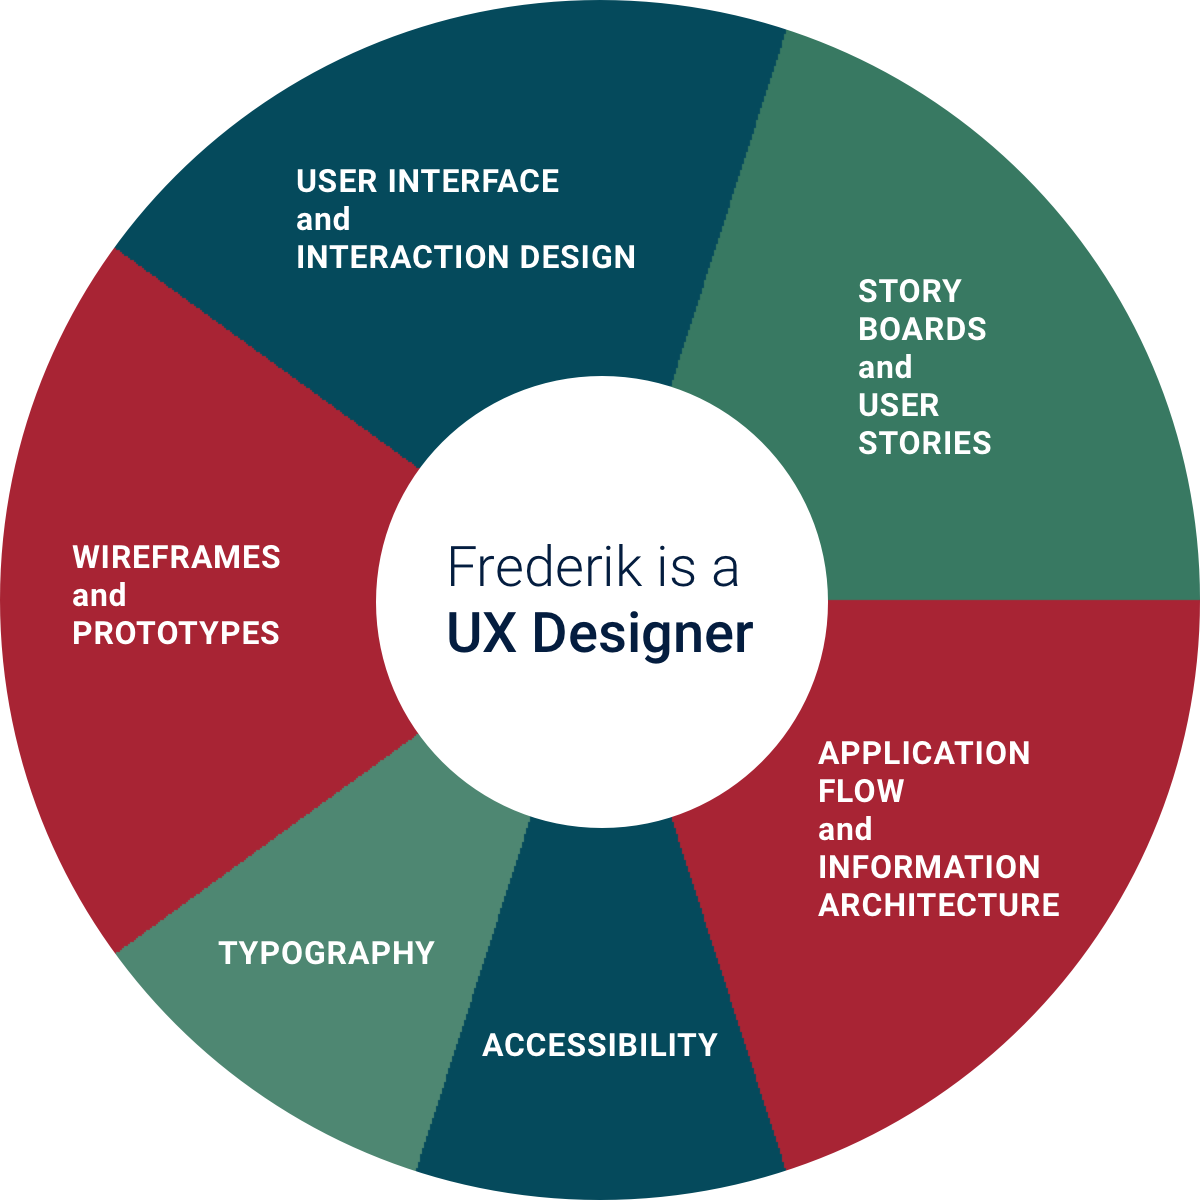 USER INTERFACE
and
INTERACTION DESIGN
STORY
BOARDS
and
USER
STORIES
WIREFRAMES
and
PROTOTYPES
Frederik is a
UX Designer
APPLICATION
FLOW
and
INFORMATION
ARCHITECTURE
TYPOGRAPHY
ACCESSIBILITY